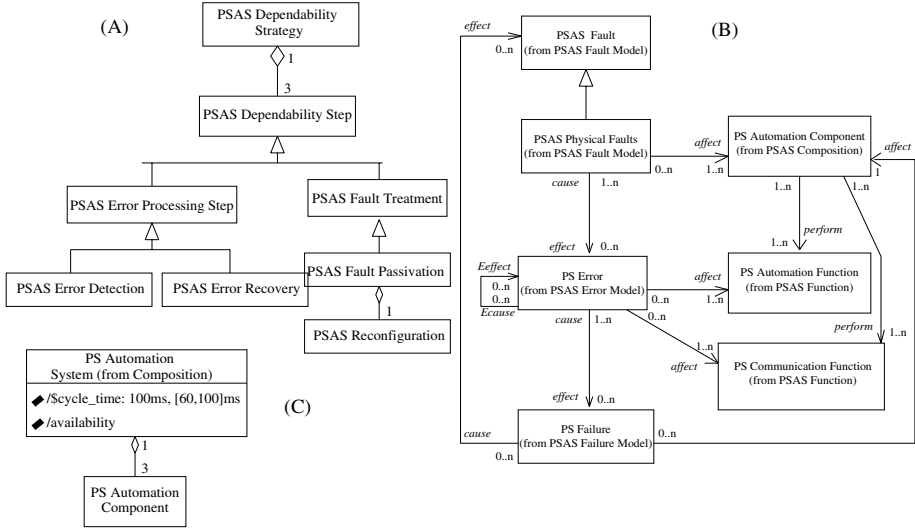 (A)
PSAS Dependability
Strategy
1
3
PSAS Dependability Step
PSAS Error Processing Step
PSAS Fault Treatment
PSAS Error Detection
PSAS Error Recovery
PSAS Fault Passivation
1
PSAS Reconfiguration
(C)
PS Automation
System (from Composition)
/$cycle_time: 100ms, [60,100]ms
/availability
1
3
PS Automation
Component
(B)
effect
0..n
PSAS Fault
(from PSAS Fault Model)
PSAS Physical Faults
(from PSAS Fault Model)
affect
0..n
1..n
PS Automation Component
(from PSAS Composition)
affect
1
cause
1..n
1..n
1..n
perform
1..n
effect
0..n
Eeffect
0..n
0..n
Ecause
PS Error
(from PSAS Error Model)
affect
0..n
1..n
PS Automation Function
(from PSAS Function)
0..n
cause
1..n
1..n
affect
perform
1..n
PS Communication Function
(from PSAS Function)
effect
0..n
cause
0..n
PS Failure
(from PSAS Failure Model)
0..n